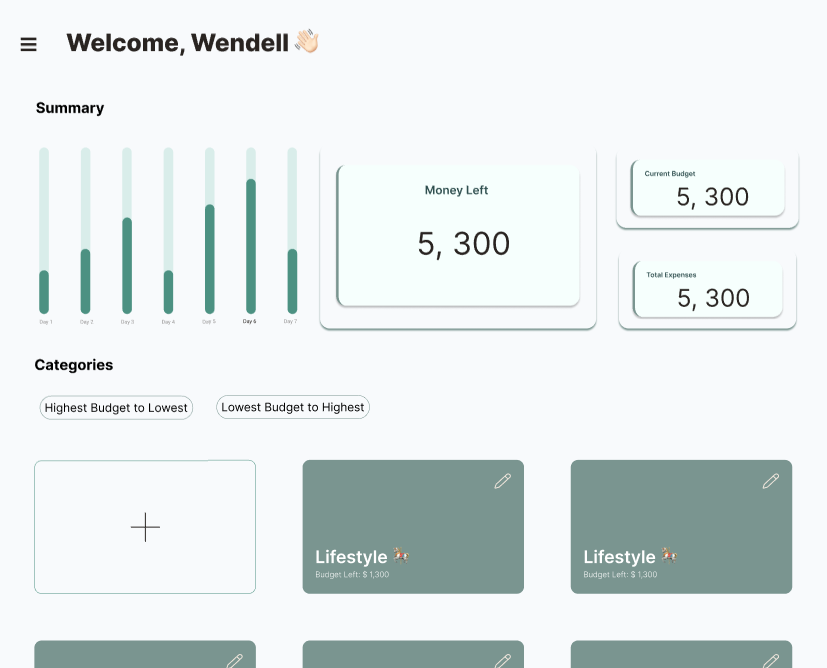 Welcome, Wendell 👋🏻
Summary
Money Left
5, 300
Current Budget
5, 300
Total Expenses
5, 300
Day 1 Day 2 Day 3 Day 4 Day 6 Day 7
Categories
Highest Budget to Lowest
Lowest Budget to Highest
Lifestyle 🎠
Budget Left: $ 1,300
Lifestyle 🎠
Budget Left: $ 1,300